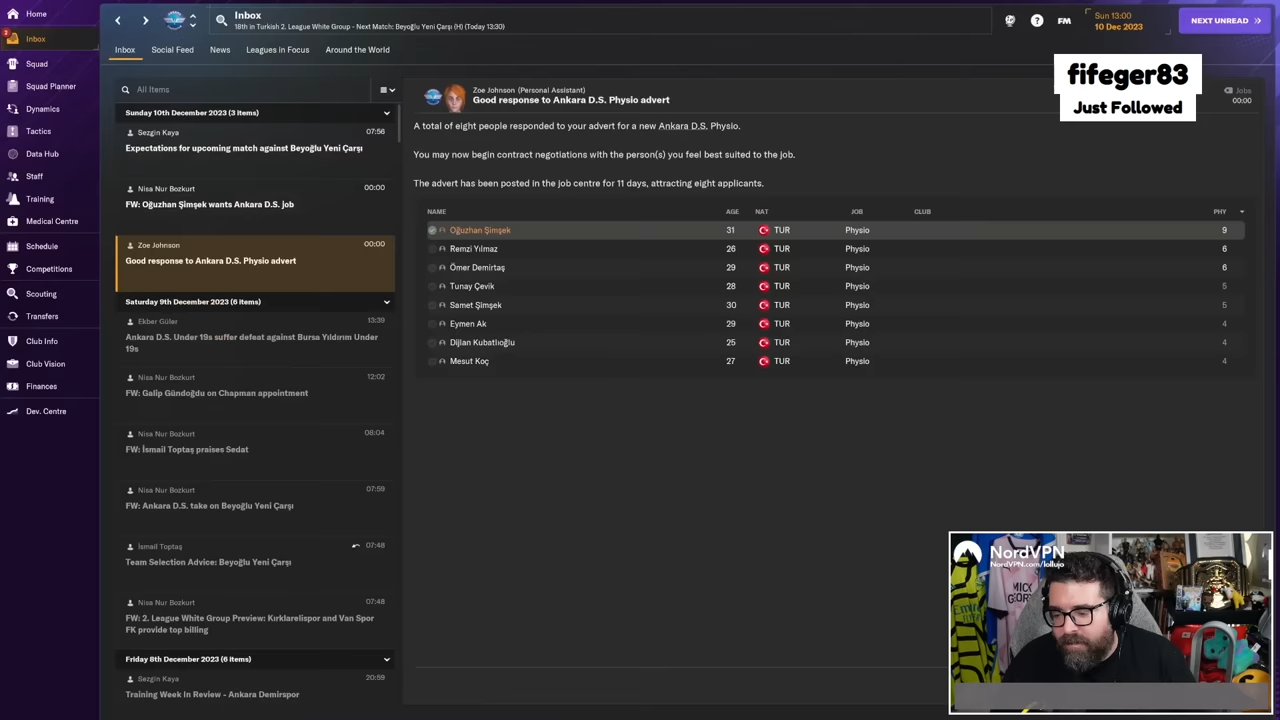 Home
Inbox
18th in Turkish 2. League White Group - Next Match: Beyoğlu Yeni Çarşı (H) (Today 13:30)
FM
Sun 13:00
10 Dec 2023
NEXT UNREAD
2
Inbox
Squad
Squad Planner
Dynamics
Tactics
Data Hub
Staff
Training
Medical Centre
Schedule
Competitions
Scouting
Transfers
Club Info
Club Vision
Finances
Dev. Centre
Inbox
Social Feed
News
Leagues In Focus
Around the World
fifeger83
Just Followed
All Items
Sunday 10th December 2023 (3 Items)
Sezgin Kaya 07:56
Expectations for upcoming match against Beyoğlu Yeni Çarşı
Nisa Nur Bozkurt 00:00
FW: Oğuzhan Şimşek wants Ankara D.S. job
Zoe Johnson 00:00
Good response to Ankara D.S. Physio advert
Saturday 9th December 2023 (6 Items)
Ekber Güler 13:39
Ankara D.S. Under 19s suffer defeat against Bursa Yıldırım Under
19s
Nisa Nur Bozkurt 12:02
FW: Galip Gündoğdu on Chapman appointment
Nisa Nur Bozkurt 08:04
FW: İsmail Toptaş praises Sedat
Nisa Nur Bozkurt 07:59
FW: Ankara D.S. take on Beyoğlu Yeni Çarşı
İsmail Toptaş 07:48
Team Selection Advice: Beyoğlu Yeni Çarşı
Nisa Nur Bozkurt 07:48
FW: 2. League White Group Preview: Kırklarelispor and Van Spor
FK provide top billing
Friday 8th December 2023 (6 Items)
Sezgin Kaya 20:59
Training Week In Review - Ankara Demirspor
Zoe Johnson (Personal Assistant)
Good response to Ankara D.S. Physio advert
Jobs
00:00
A total of eight people responded to your advert for a new Ankara D.S. Physio.
You may now begin contract negotiations with the person(s) you feel best suited to the job.
The advert has been posted in the job centre for 11 days, attracting eight applicants.
NAME AGE NAT JOB CLUB PHY
Oğuzhan Şimşek 31 TUR Physio 9
Remzi Yılmaz 26 TUR Physio 6
Ömer Demirtaş 29 TUR Physio 6
Tunay Çevik 28 TUR Physio 5
Samet Şimşek 30 TUR Physio 5
Eymen Ak 29 TUR Physio 4
Dijlan Kubatlıoğlu 25 TUR Physio 4
Mesut Koç 27 TUR Physio 4
NordVPN
NordVPN.com/lollujo